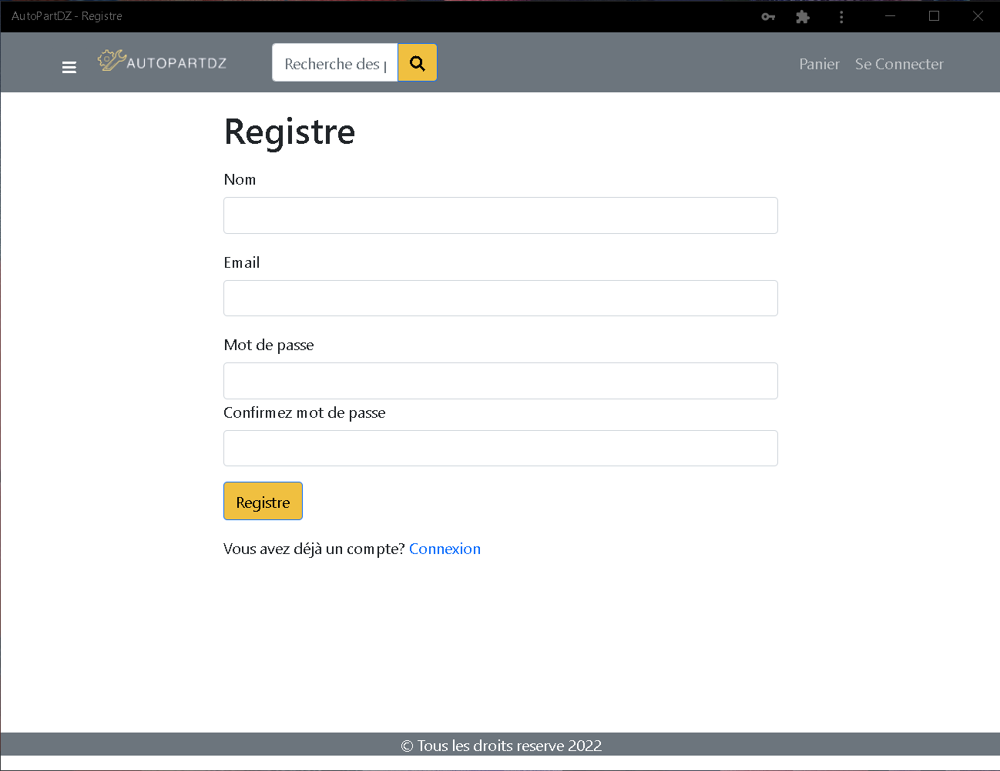 AutoPartDZ - Registre
AUTOPARTDZ
Recherche des
Panier
Se Connecter
Registre
Nom
Email
Mot de passe
Confirmez mot de passe
Registre
Vous avez déjà un compte? Connexion
© Tous les droits reserve 2022